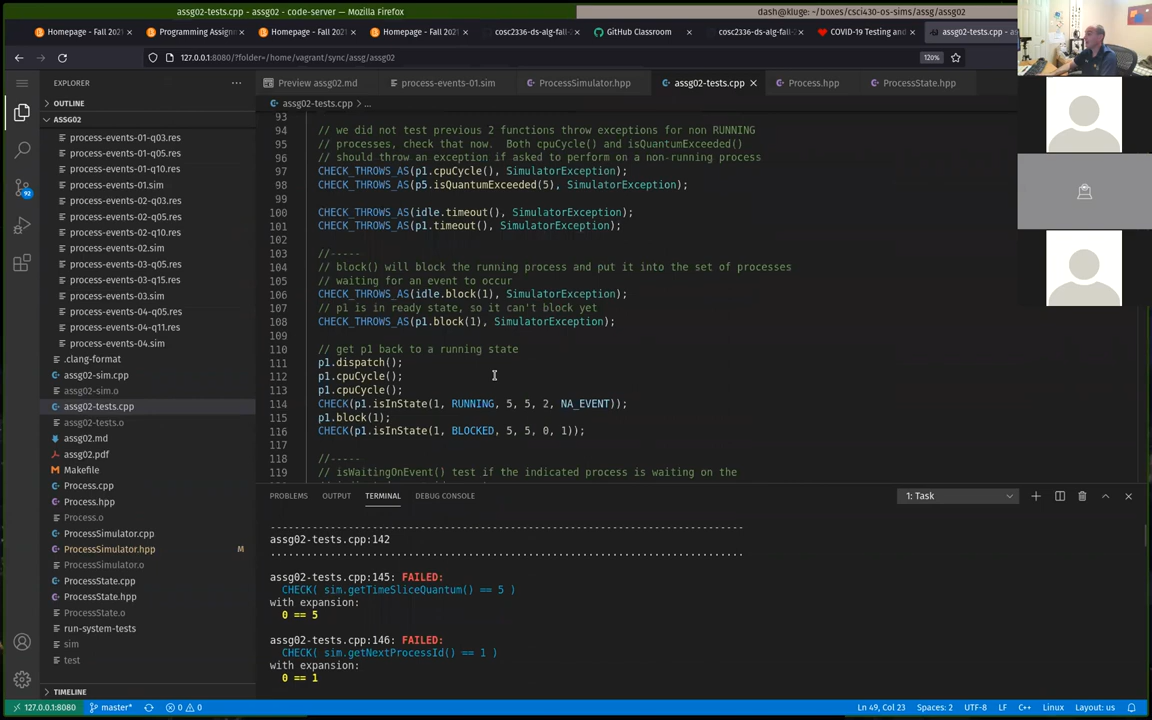 assg02-tests.cpp - assg02 - code-server — Mozilla Firefox
dash@kluge: ~/boxes/csci430-os-sims/assg/assg02
Homepage - Fall 2021
Programming Assign
Homepage - Fall 2021
Homepage - Fall 2021
cosc2336-ds-alg-fall-2
GitHub Classroom
cosc2336-ds-alg-fall-2
COVID-19 Testing an
assg02-tests.cpp - as
127.0.0.1:8080/?folder=/home/vagrant/sync/assg/assg02
120%
EXPLORER
OUTLINE
ASSG02
process-events-01-q03.res
process-events-01-q05.res
process-events-01-q10.res
process-events-01.sim
process-events-02-q03.res
process-events-02-q05.res
process-events-02-q10.res
process-events-02.sim
process-events-03-q05.res
process-events-03-q15.res
process-events-03.sim
process-events-04-q05.res
process-events-04-q11.res
process-events-04.sim
.clang-format
assg02-sim.cpp
assg02-sim.o
assg02-tests.cpp
assg02-tests.o
assg02.md
assg02.pdf
Makefile
Process.cpp
Process.hpp
Process.o
ProcessSimulator.cpp
ProcessSimulator.hpp M
ProcessSimulator.o
ProcessState.cpp
ProcessState.hpp
ProcessState.o
run-system-tests
sim
test
TIMELINE
92
Preview assg02.md
process-events-01.sim
ProcessSimulator.hpp
assg02-tests.cpp
Process.hpp
ProcessState.hpp
assg02-tests.cpp > ...
93
94 // we did not test previous 2 functions throw exceptions for non RUNNING
95 // processes, check that now.  Both cpuCycle() and isQuantumExceeded()
96 // should throw an exception if asked to perform on a non-running process
97 CHECK_THROWS_AS(p1.cpuCycle(), SimulatorException);
98 CHECK_THROWS_AS(p5.isQuantumExceeded(5), SimulatorException);
99
100 CHECK_THROWS_AS(idle.timeout(), SimulatorException);
101 CHECK_THROWS_AS(p1.timeout(), SimulatorException);
102
103 //-----
104 // block() will block the running process and put it into the set of processes
105 // waiting for an event to occur
106 CHECK_THROWS_AS(idle.block(1), SimulatorException);
107 // p1 is in ready state, so it can't block yet
108 CHECK_THROWS_AS(p1.block(1), SimulatorException);
109
110 // get p1 back to a running state
111 p1.dispatch();
112 p1.cpuCycle();
113 p1.cpuCycle();
114 CHECK(p1.isInState(1, RUNNING, 5, 5, 2, NA_EVENT));
115 p1.block(1);
116 CHECK(p1.isInState(1, BLOCKED, 5, 5, 0, 1));
117
118 //-----
119 // isWaitingOnEvent() test if the indicated process is waiting on the
PROBLEMS OUTPUT TERMINAL DEBUG CONSOLE
1: Task
-------------------------------------------------------------------------------
assg02-tests.cpp:142
...............................................................................
assg02-tests.cpp:145: FAILED:
CHECK( sim.getTimeSliceQuantum() == 5 )
with expansion:
0 == 5
assg02-tests.cpp:146: FAILED:
CHECK( sim.getNextProcessId() == 1 )
with expansion:
0 == 1
127.0.0.1:8080
master*
0 0
Ln 49, Col 23
Spaces: 2
UTF-8
LF
C++
Linux
Layout: us